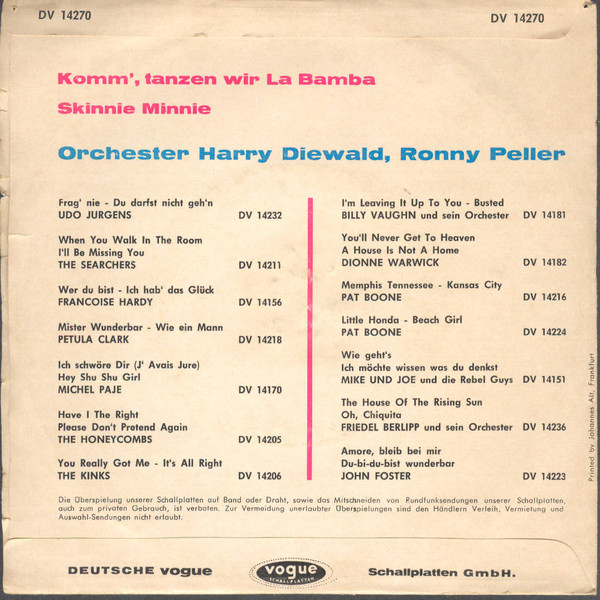 DV 14270
DV 14270
Komm', tanzen wir La Bamba
Skinnie Minnie
Orchester Harry Diewald, Ronny Peller
Frag' nie - Du darfst nicht geh'n
UDO JURGENS DV 14232
When You Walk In The Room
I'll Be Missing You
THE SEARCHERS DV 14211
Wer du bist - Ich hab' das Glück
FRANCOISE HARDY DV 14156
Mister Wunderbar - Wie ein Mann
PETULA CLARK DV 14218
Ich schwöre Dir (J' Avais Jure)
Hey Shu Shu Girl
MICHEL PAJE DV 14170
Have I The Right
Please Don't Pretend Again
THE HONEYCOMBS DV 14205
You Really Got Me - It's All Right
THE KINKS DV 14206
I'm Leaving It Up To You - Busted
BILLY VAUGHN und sein Orchester DV 14181
You'll Never Get To Heaven
A House Is Not A Home
DIONNE WARWICK DV 14182
Memphis Tennessee - Kansas City
PAT BOONE DV 14216
Little Honda - Beach Girl
PAT BOONE DV 14224
Wie geht's
Ich möchte wissen was du denkst
MIKE UND JOE und die Rebel Guys DV 14151
The House Of The Rising Sun
Oh, Chiquita
FRIEDEL BERLIPP und sein Orchester DV 14236
Amore, bleib bei mir
Du-bi-du-bist wunderbar
JOHN FOSTER DV 14223
Printed by Johannes Alt, Frankfurt
Die Überspielung unserer Schallplatten auf Band oder Draht, sowie das Mitschneiden von Rundfunksendungen unserer Schallplatten,
auch zum privaten Gebrauch, ist verboten. Zur Vermeidung unerlaubter Überspielungen sind den Händlern Verleih, Vermietung und
Auswahl-Sendungen nicht erlaubt.
DEUTSCHE vogue
vogue
SCHALLPLATTEN
Schallplatten GmbH.